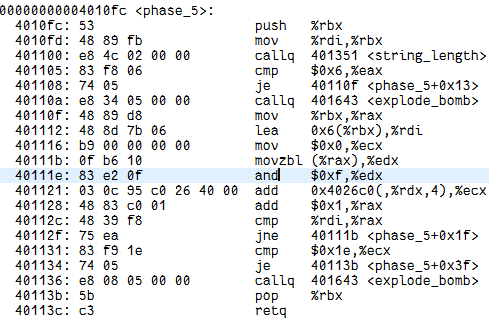 00000000004010fc <phase_5>:
4010fc: 53 push %rbx
4010fd: 48 89 fb mov %rdi,%rbx
401100: e8 4c 02 00 00 callq 401351 <string_length>
401105: 83 f8 06 cmp $0x6,%eax
401108: 74 05 je 40110f <phase_5+0x13>
40110a: e8 34 05 00 00 callq 401643 <explode_bomb>
40110f: 48 89 d8 mov %rbx,%rax
401112: 48 8d 7b 06 lea 0x6(%rbx),%rdi
401116: b9 00 00 00 00 mov $0x0,%ecx
40111b: 0f b6 10 movzbl (%rax),%edx
40111e: 83 e2 0f and $0xf,%edx
401121: 03 0c 95 c0 26 40 00 add 0x4026c0(,%rdx,4),%ecx
401128: 48 83 c0 01 add $0x1,%rax
40112c: 48 39 f8 cmp %rdi,%rax
40112f: 75 ea jne 40111b <phase_5+0x1f>
401131: 83 f9 1e cmp $0x1e,%ecx
401134: 74 05 je 40113b <phase_5+0x3f>
401136: e8 08 05 00 00 callq 401643 <explode_bomb>
40113b: 5b pop %rbx
40113c: c3 retq